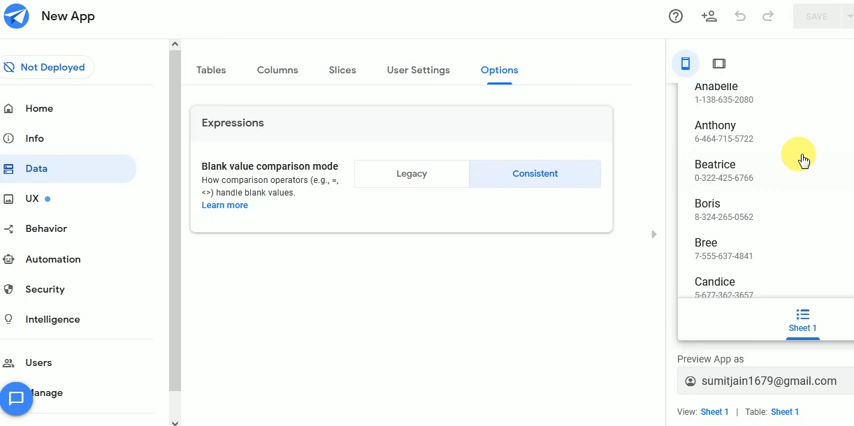 New App
SAVE
Not Deployed
Home
Info
Data
UX
Behavior
Automation
Security
Intelligence
Users
anage
Tables Columns Slices User Settings Options
Expressions
Blank value comparison mode
How comparison operators (e.g., =,
<>) handle blank values.
Learn more
Legacy Consistent
Anabelle
1-138-635-2080
Anthony
6-464-715-5722
Beatrice
0-322-425-6766
Boris
8-324-265-0562
Bree
7-555-637-4841
Candice
5-677-362-3657
Sheet 1
Preview App as
sumitjain1679@gmail.com
View: Sheet 1 | Table: Sheet 1